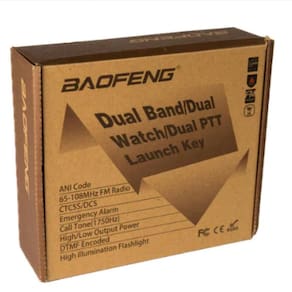 BAOFENG
Dual Band/Dual
Watch/Dual PTT
Launch Key
ANI Code
65-108MHz FM Radio
CTCSS/DCS
Emergency Alarm
Call Tone(1750Hz)
High/Low Output Power
DTMF Encoded
High illumination Flashlight
FC CE